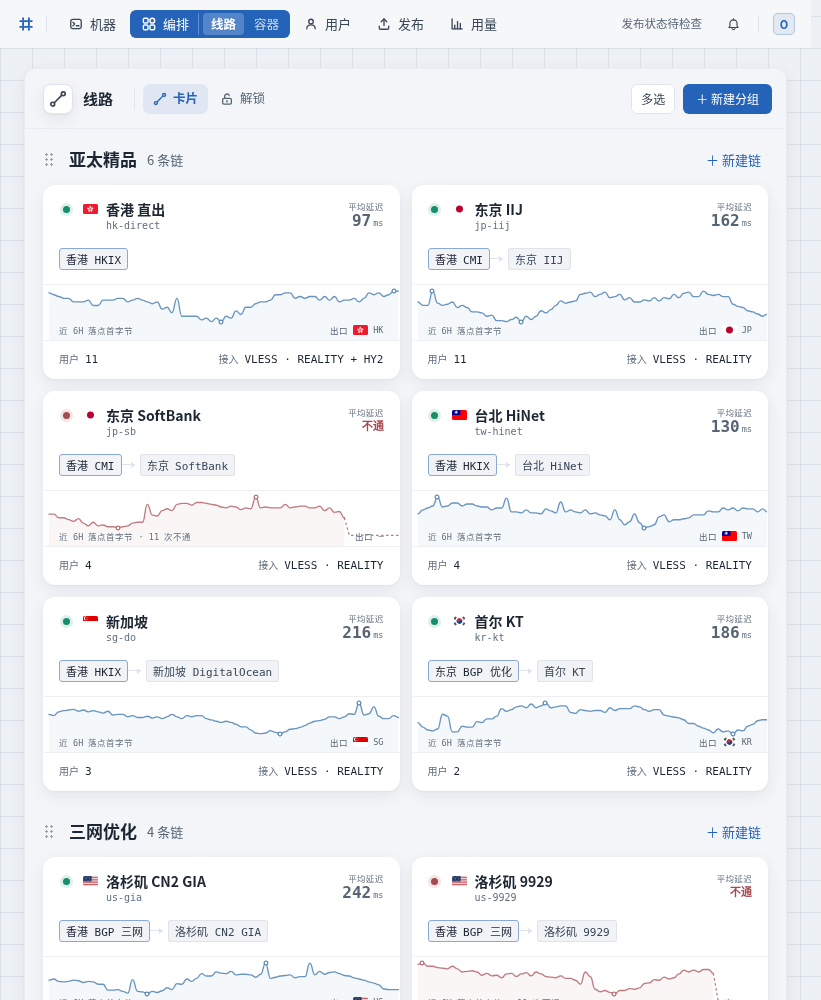 机器 编排 线路 容器 用户 发布 用量 发布状态待检查 O
线路 卡片 解锁 多选 + 新建分组
亚太精品 6 条链 + 新建链
香港 直出 平均延迟
hk-direct 97 ms
香港 HKIX
近 6H 落点首字节 出口 HK
用户 11 接入 VLESS · REALITY + HY2
东京 IIJ 平均延迟
jp-iij 162 ms
香港 CMI 东京 IIJ
近 6H 落点首字节 出口 JP
用户 11 接入 VLESS · REALITY
东京 SoftBank 平均延迟
jp-sb 不通
香港 CMI 东京 SoftBank
近 6H 落点首字节 · 11 次不通 出口
用户 4 接入 VLESS · REALITY
台北 HiNet 平均延迟
tw-hinet 130 ms
香港 HKIX 台北 HiNet
近 6H 落点首字节 出口 TW
用户 4 接入 VLESS · REALITY
新加坡 平均延迟
sg-do 216 ms
香港 HKIX 新加坡 DigitalOcean
近 6H 落点首字节 出口 SG
用户 3 接入 VLESS · REALITY
首尔 KT 平均延迟
kr-kt 186 ms
东京 BGP 优化 首尔 KT
近 6H 落点首字节 出口 KR
用户 2 接入 VLESS · REALITY
三网优化 4 条链 + 新建链
洛杉矶 CN2 GIA 平均延迟
us-gia 242 ms
香港 BGP 三网 洛杉矶 CN2 GIA
洛杉矶 9929 平均延迟
us-9929 不通
香港 BGP 三网 洛杉矶 9929